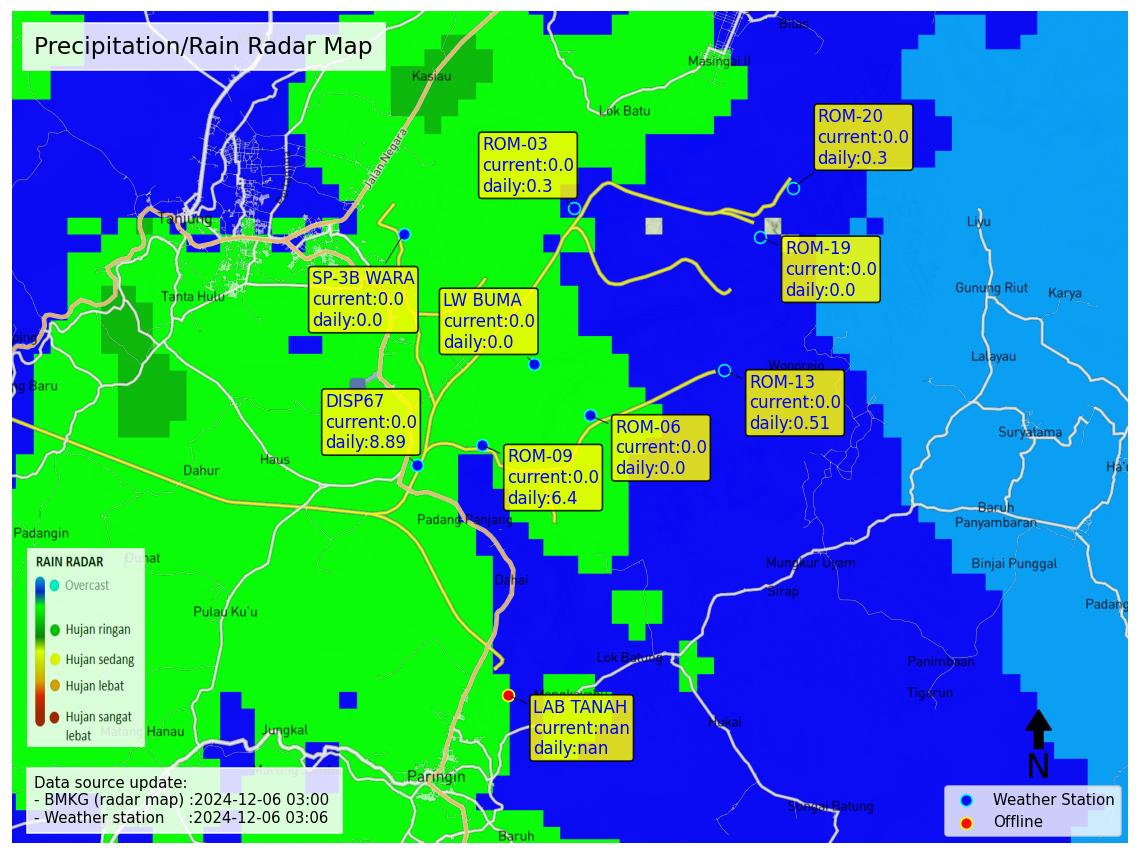 Precipitation/Rain Radar Map
Bilas
Masingai II
Kasiau
Lok Batu
Jalan Negara
ROM-20
current:0.0
daily:0.3
ROM-03
current:0.0
daily:0.3
Tanjung
Liyu
ROM-19
current:0.0
daily:0.0
SP-3B WARA
current:0.0
daily:0.0
LW BUMA
current:0.0
daily:0.0
Tanta Hulu
Gunung Riut
Karya
Lalayau
ng Baru
ROM-13
current:0.0
daily:0.51
DISP67
current:0.0
daily:8.89
ROM-06
current:0.0
daily:0.0
Suryatama
ROM-09
current:0.0
daily:6.4
Haus
Dahur
Padang Panjang
Baruh
Panyambaran
Padangin
Mungkur Uyam
Binjai Punggal
Dahai
Sirap
Padang
Pulau Ku'u
RAIN RADAR
Overcast
Hujan ringan
Hujan sedang
Hujan lebat
Hujan sangat
lebat
Lok Batung
Panimbaan
Tigarun
LAB TANAH
current:nan
daily:nan
Hukai
Jungkal
Manau
Paringin
Sungai Batung
Baruh
Data source update:
- BMKG (radar map) :2024-12-06 03:00
- Weather station :2024-12-06 03:06
N
Weather Station
Offline